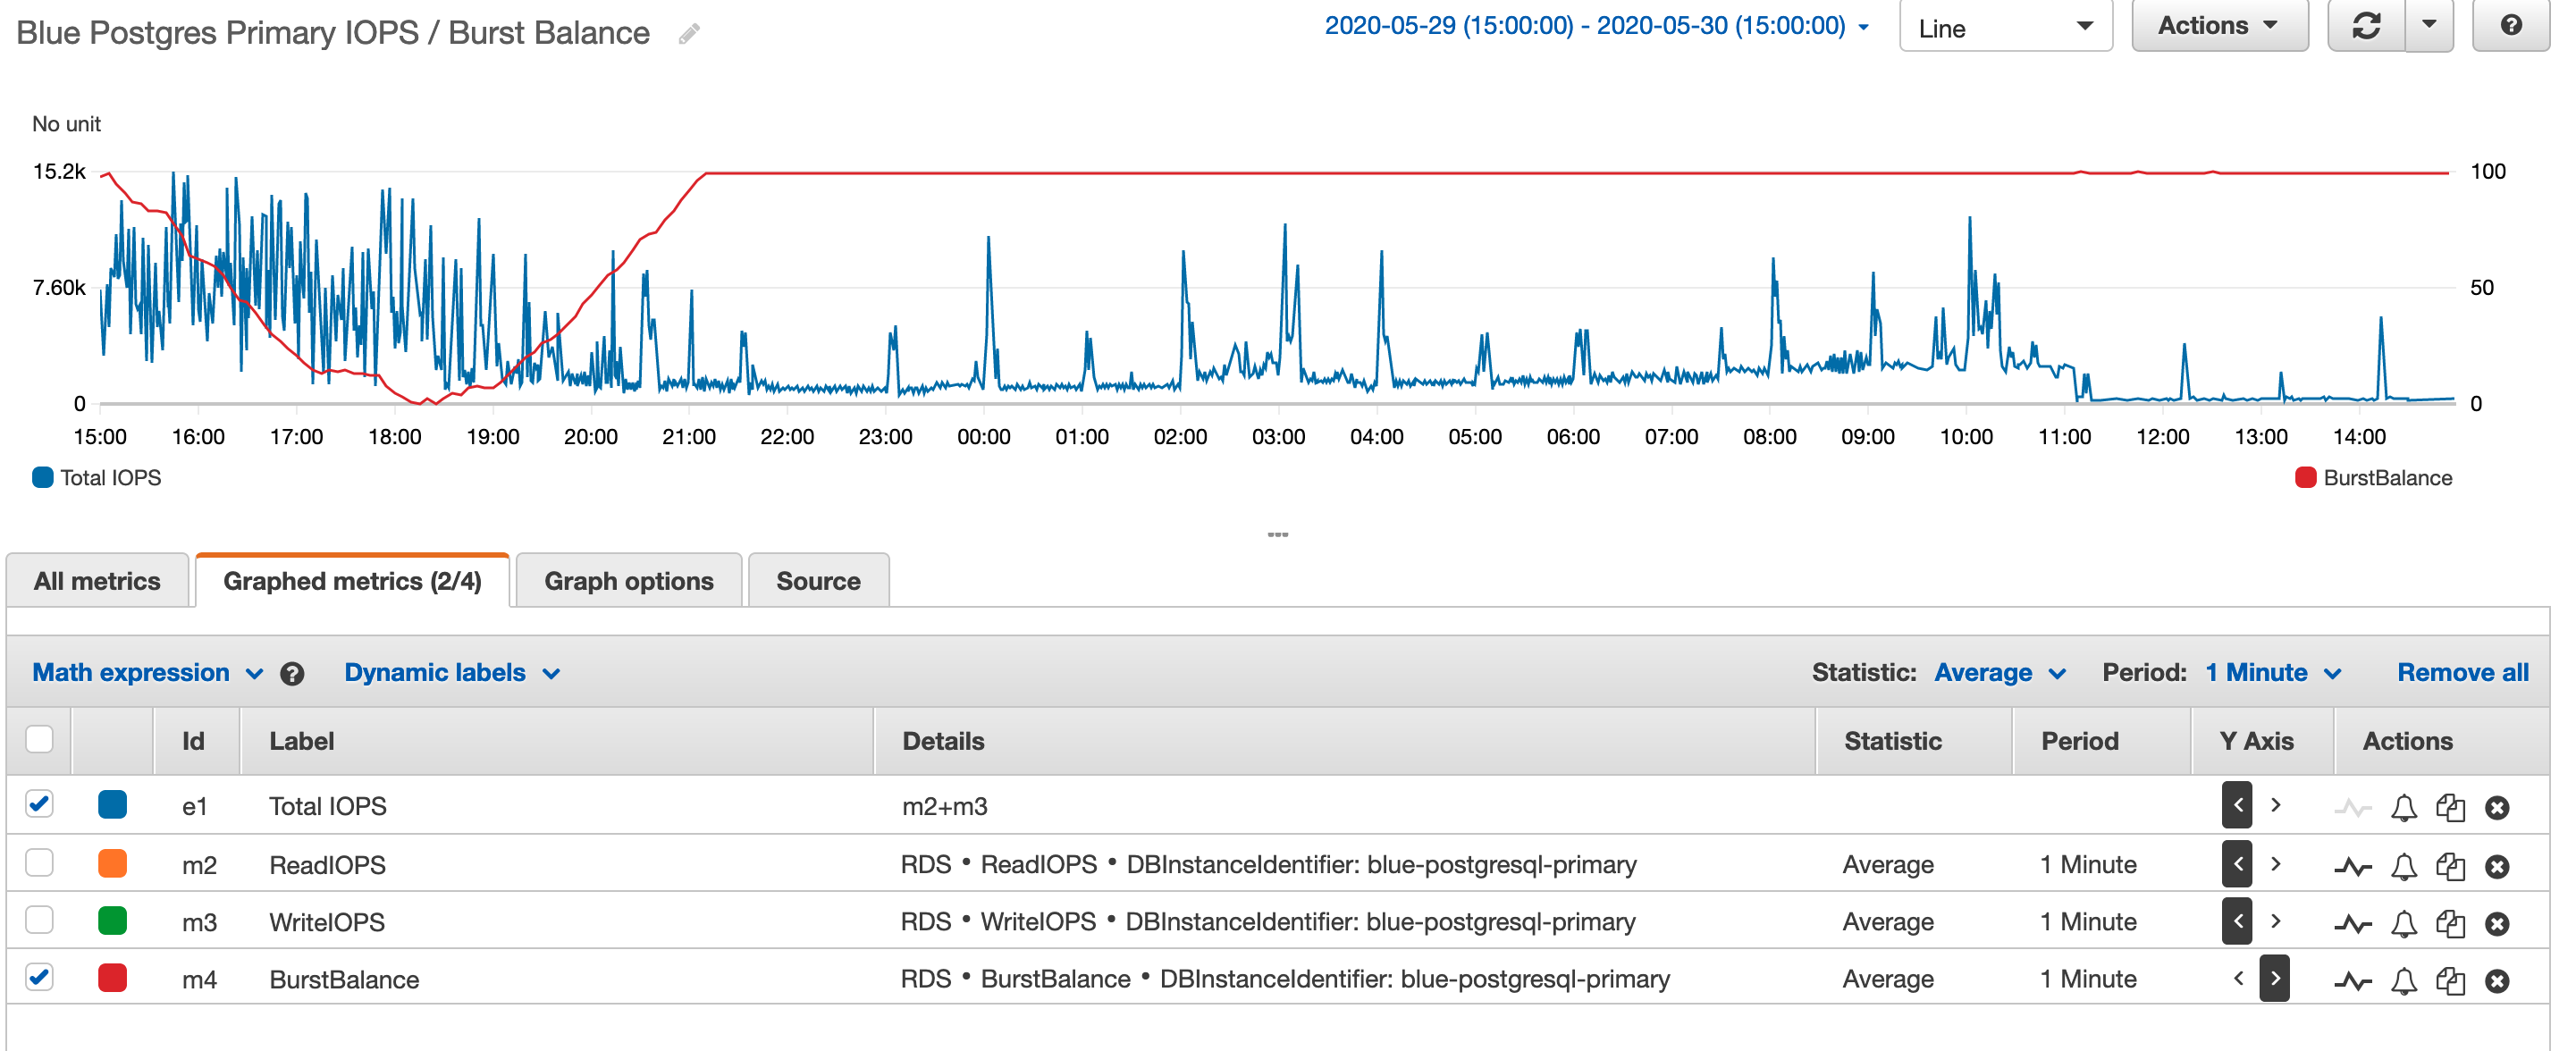 Blue Postgres Primary IOPS / Burst Balance
2020-05-29 (15:00:00) - 2020-05-30 (15:00:00)
Line
Actions
?
No unit
15.2k
7.60k
0
100
50
0
15:00 16:00 17:00 18:00 19:00 20:00 21:00 22:00 23:00 00:00 01:00 02:00 03:00 04:00 05:00 06:00 07:00 08:00 09:00 10:00 11:00 12:00 13:00 14:00
Total IOPS
BurstBalance
All metrics
Graphed metrics (2/4)
Graph options
Source
Math expression ? Dynamic labels Statistic: Average Period: 1 Minute Remove all
Id Label Details Statistic Period Y Axis Actions
e1 Total IOPS m2+m3
m2 ReadIOPS RDS • ReadIOPS • DBInstanceIdentifier: blue-postgresql-primary Average 1 Minute
m3 WriteIOPS RDS • WriteIOPS • DBInstanceIdentifier: blue-postgresql-primary Average 1 Minute
m4 BurstBalance RDS • BurstBalance • DBInstanceIdentifier: blue-postgresql-primary Average 1 Minute